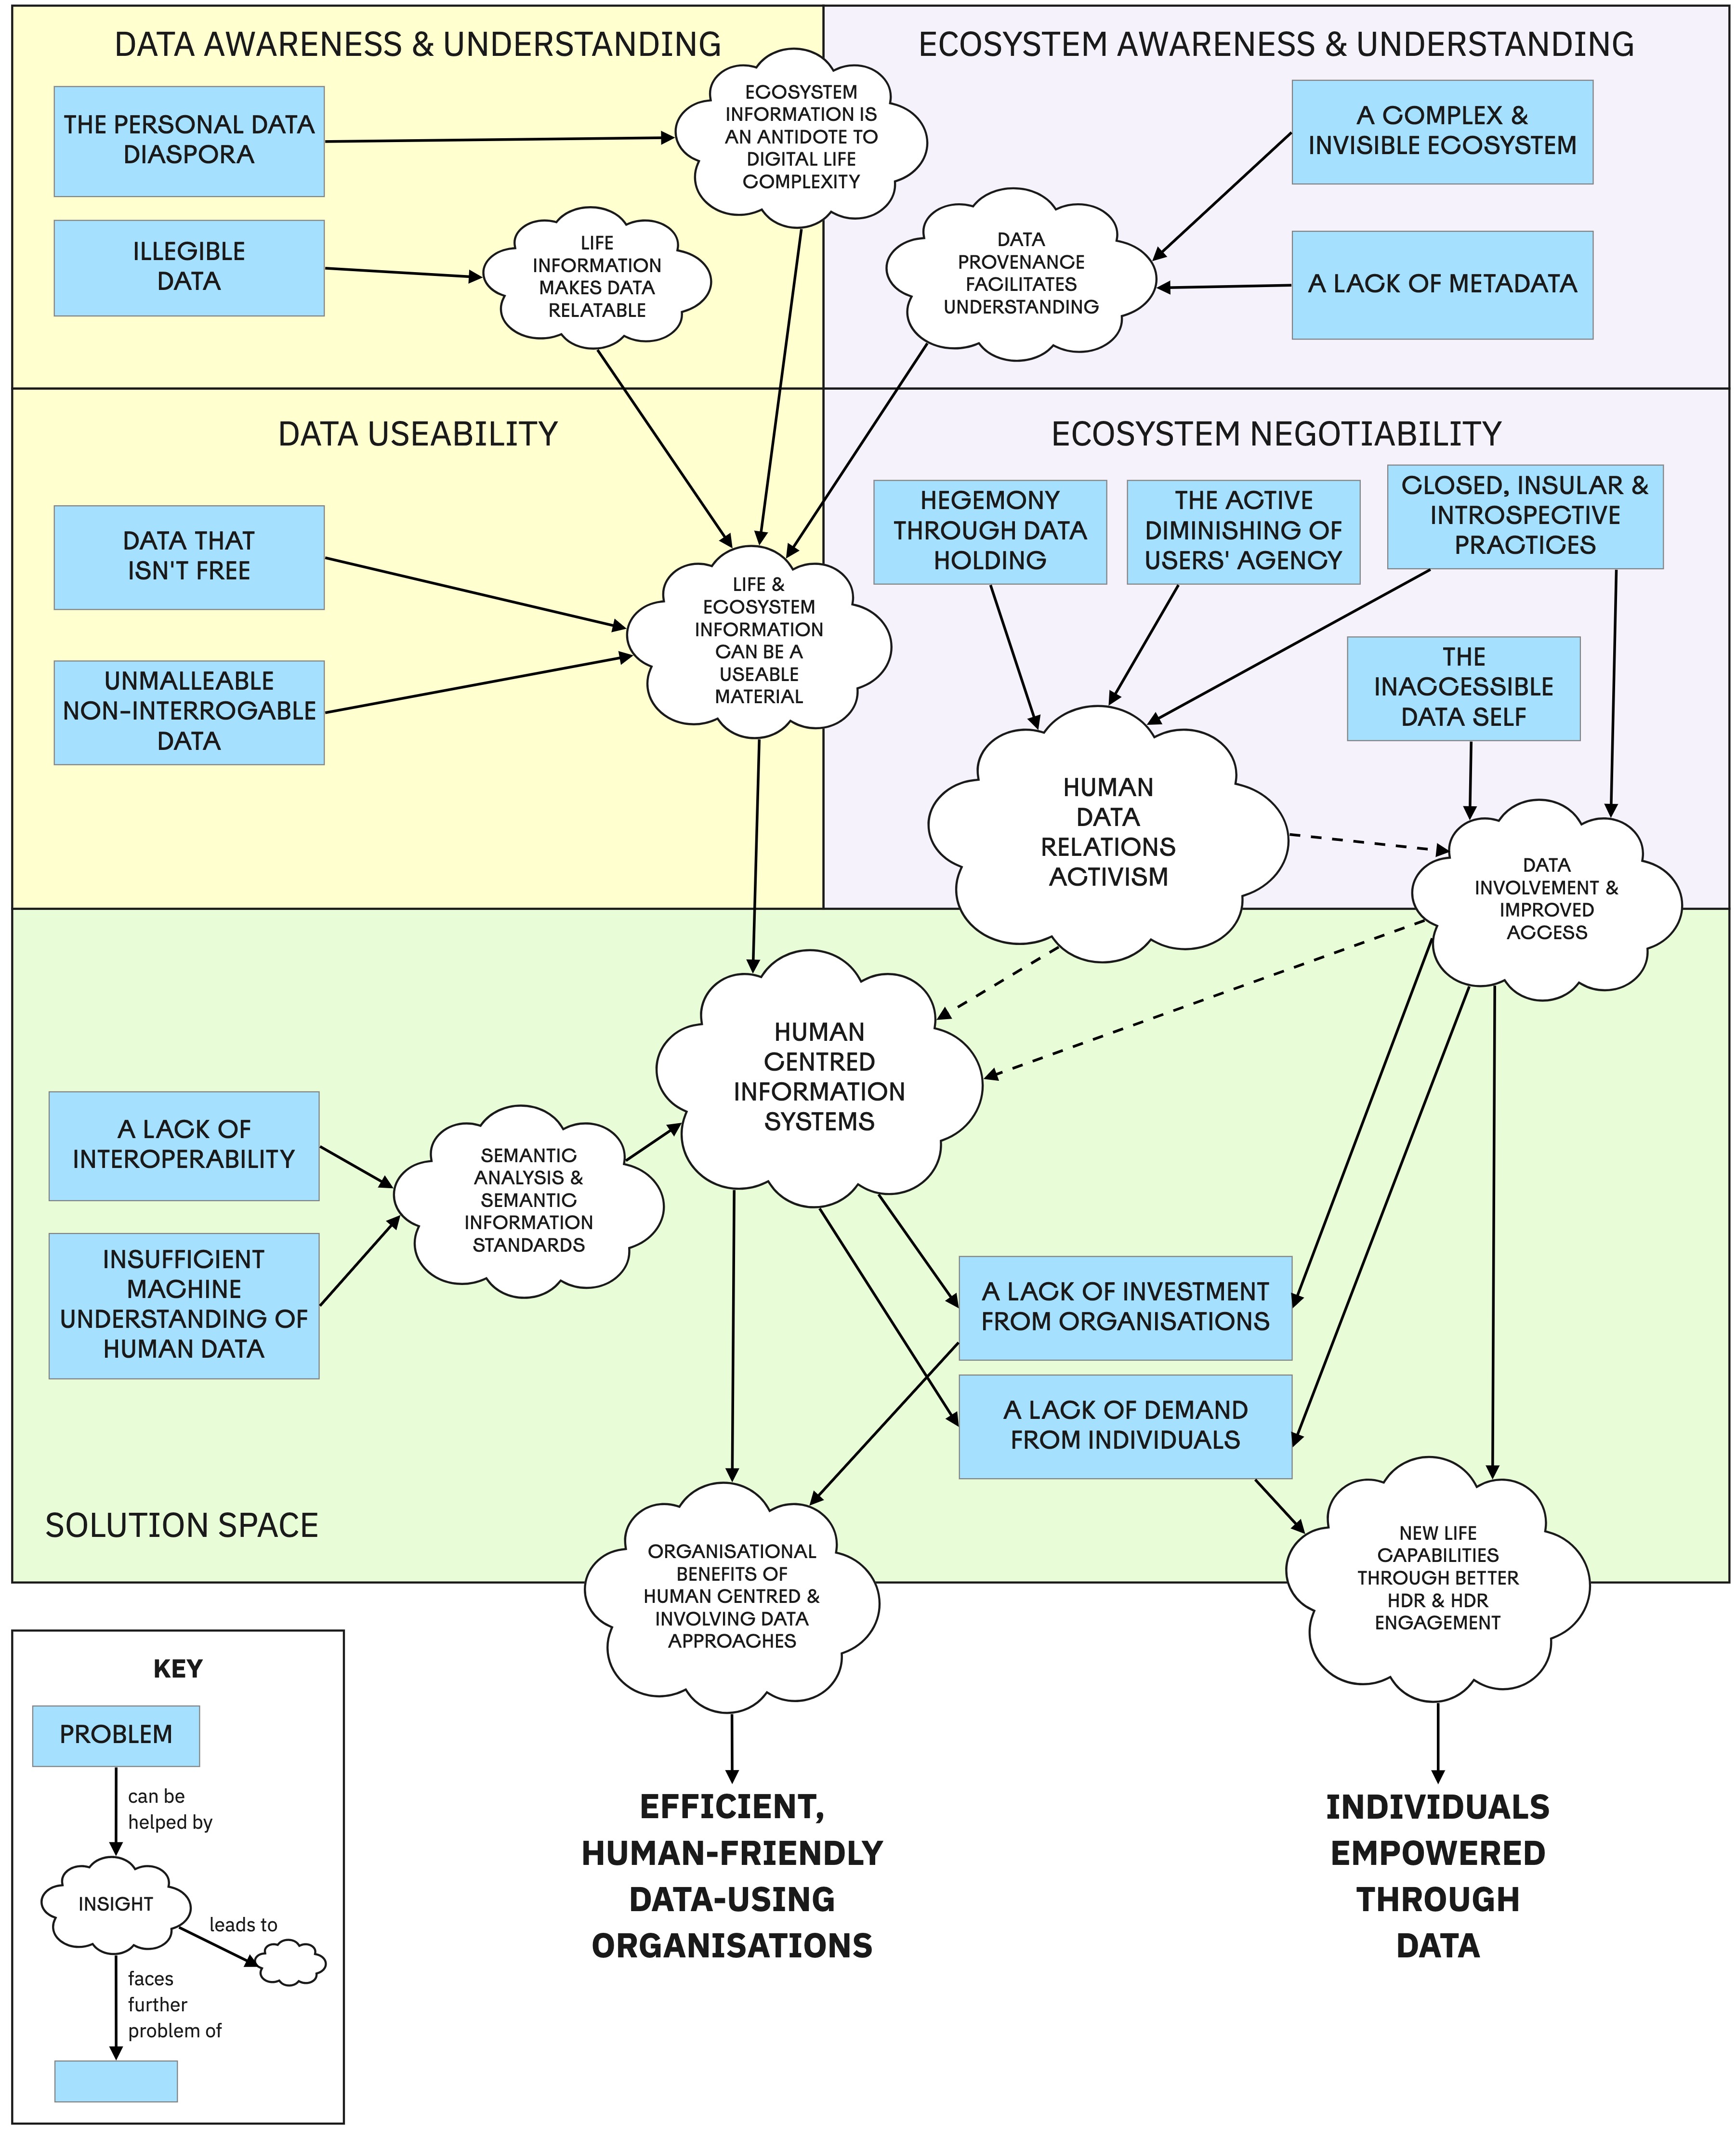 DATA AWARENESS & UNDERSTANDING
ECOSYSTEM AWARENESS & UNDERSTANDING
THE PERSONAL DATA
DIASPORA
ECOSYSTEM
INFORMATION IS
AN ANTIDOTE TO
DIGITAL LIFE
COMPLEXITY
A COMPLEX &
INVISIBLE ECOSYSTEM
ILLEGIBLE
DATA
LIFE
INFORMATION
MAKES DATA
RELATABLE
DATA
PROVENANCE
FACILITATES
UNDERSTANDING
A LACK OF METADATA
DATA USEABILITY
ECOSYSTEM NEGOTIABILITY
DATA THAT
ISN'T FREE
UNMALLEABLE
NON-INTERROGABLE
DATA
LIFE &
ECOSYSTEM
INFORMATION
CAN BE A
USEABLE
MATERIAL
HEGEMONY
THROUGH DATA
HOLDING
THE ACTIVE
DIMINISHING OF
USERS' AGENCY
CLOSED, INSULAR &
INTROSPECTIVE
PRACTICES
THE
INACCESSIBLE
DATA SELF
HUMAN
DATA
RELATIONS
ACTIVISM
DATA
INVOLVEMENT &
IMPROVED
ACCESS
HUMAN
CENTRED
INFORMATION
SYSTEMS
A LACK OF
INTEROPERABILITY
INSUFFICIENT
MACHINE
UNDERSTANDING OF
HUMAN DATA
SEMANTIC
ANALYSIS &
SEMANTIC
INFORMATION
STANDARDS
A LACK OF INVESTMENT
FROM ORGANISATIONS
A LACK OF DEMAND
FROM INDIVIDUALS
SOLUTION SPACE
ORGANISATIONAL
BENEFITS OF
HUMAN CENTRED &
INVOLVING DATA
APPROACHES
NEW LIFE
CAPABILITIES
THROUGH BETTER
HDR & HDR
ENGAGEMENT
KEY
PROBLEM
can be
helped by
INSIGHT
leads to
faces
further
problem of
EFFICIENT,
HUMAN-FRIENDLY
DATA-USING
ORGANISATIONS
INDIVIDUALS
EMPOWERED
THROUGH
DATA